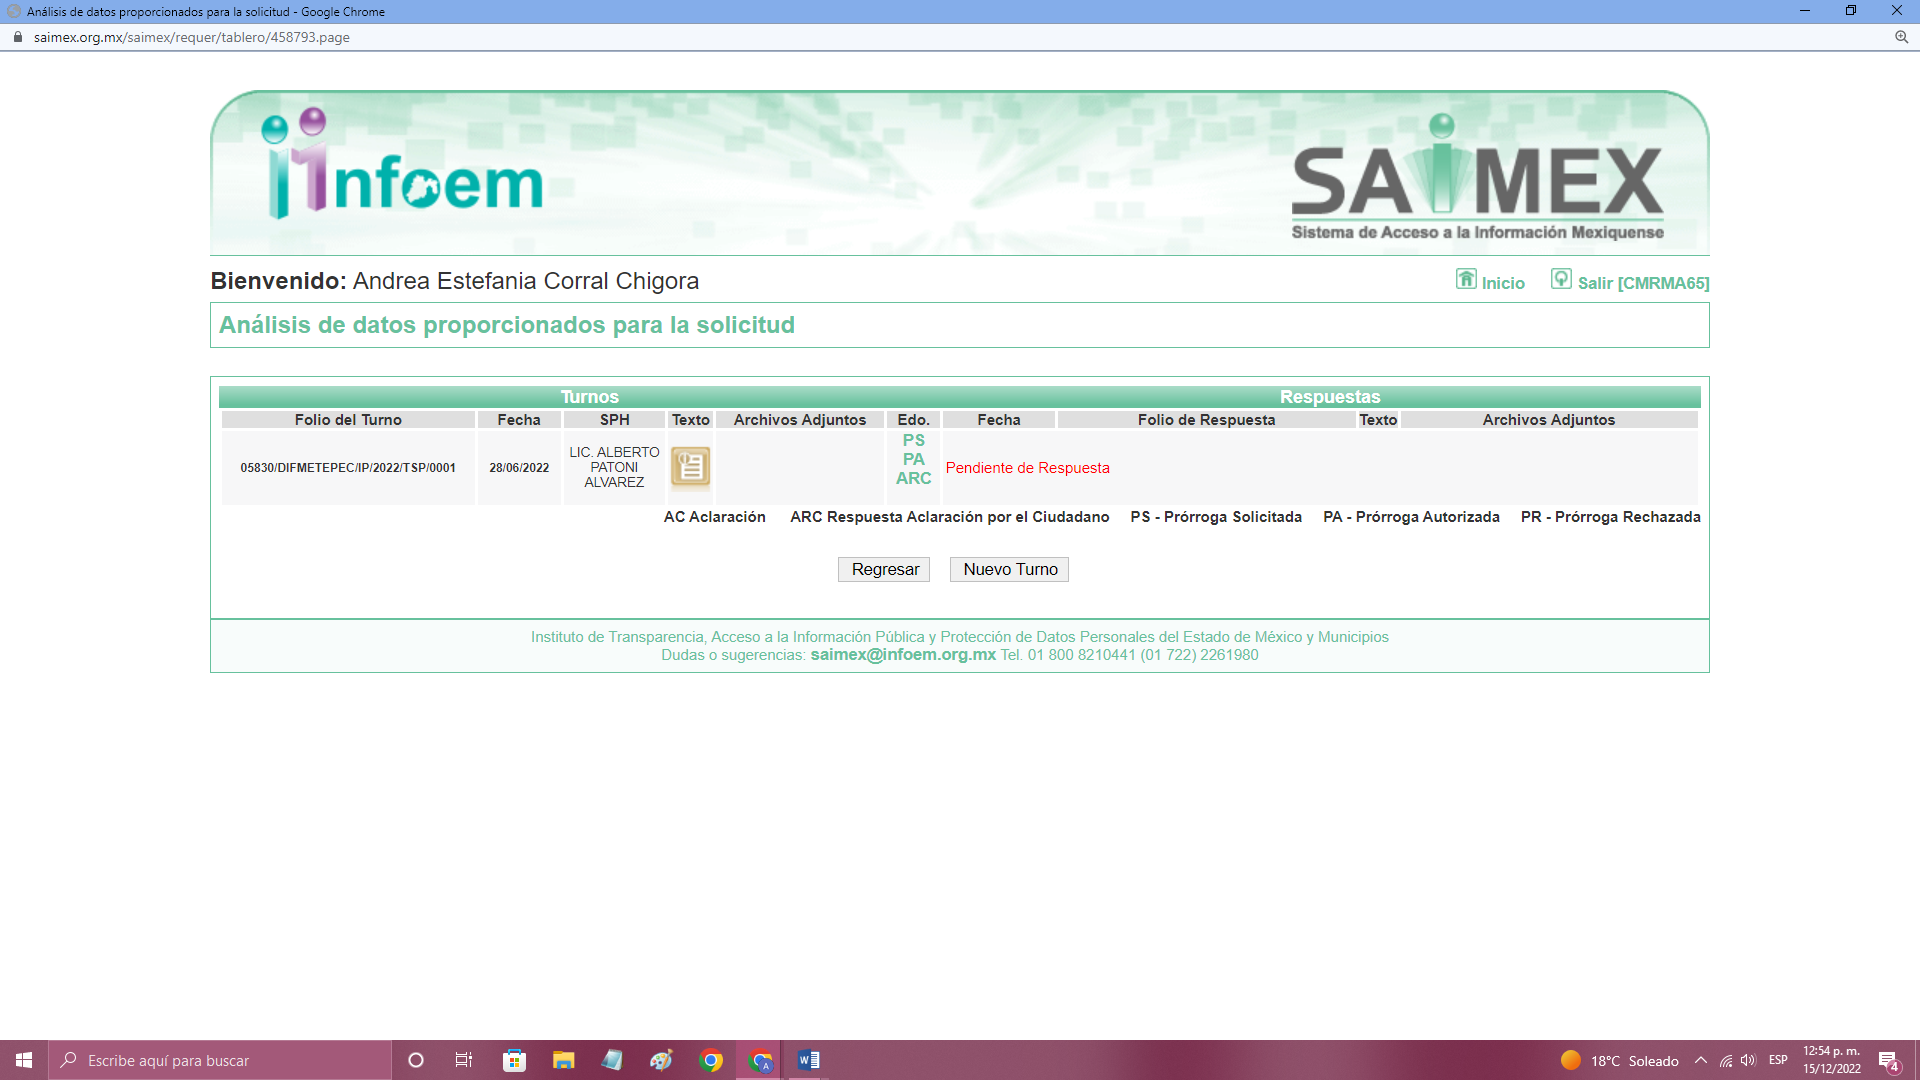 Análisis de datos proporcionados para la solicitud - Google Chrome
saimex.org.mx/saimex/requer/tablero/458793.page
infoem
SAIMEX
Sistema de Acceso a la Información Mexiquense
Bienvenido: Andrea Estefania Corral Chigora
Inicio Salir [CMRMA65]
Análisis de datos proporcionados para la solicitud
Turnos Respuestas
Folio del Turno Fecha SPH Texto Archivos Adjuntos Edo. Fecha Folio de Respuesta Texto Archivos Adjuntos
05830/DIFMETEPEC/IP/2022/TSP/0001 28/06/2022
LIC. ALBERTO
PATONI
ALVAREZ
PS
PA
ARC
Pendiente de Respuesta
AC Aclaración ARC Respuesta Aclaración por el Ciudadano PS - Prórroga Solicitada PA - Prórroga Autorizada PR - Prórroga Rechazada
Regresar Nuevo Turno
Instituto de Transparencia, Acceso a la Información Pública y Protección de Datos Personales del Estado de México y Municipios
Dudas o sugerencias: saimex@infoem.org.mx Tel. 01 800 8210441 (01 722) 2261980
Escribe aquí para buscar
18°C Soleado
ESP
12:54 p. m.
15/12/2022
4